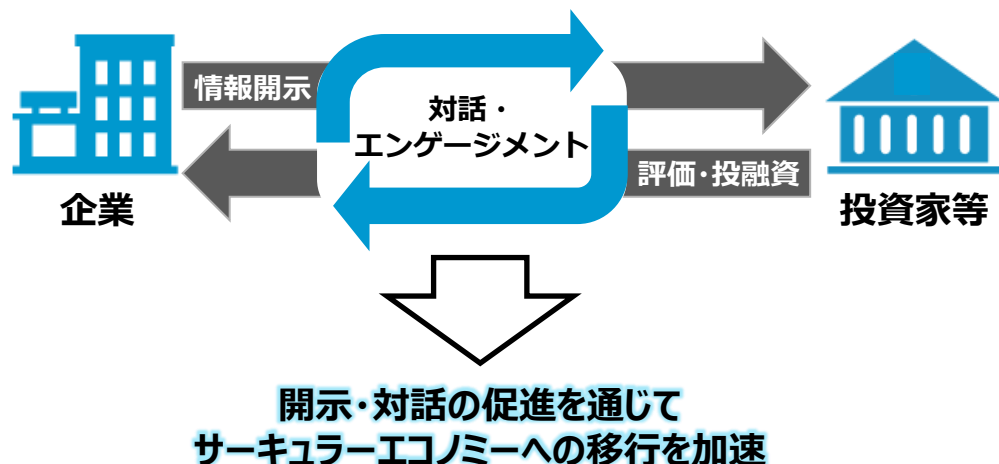 情報開示
対話・
エンゲージメント
評価・投融資
企業
投資家等
開示・対話の促進を通じて
サーキュラーエコノミーへの移行を加速